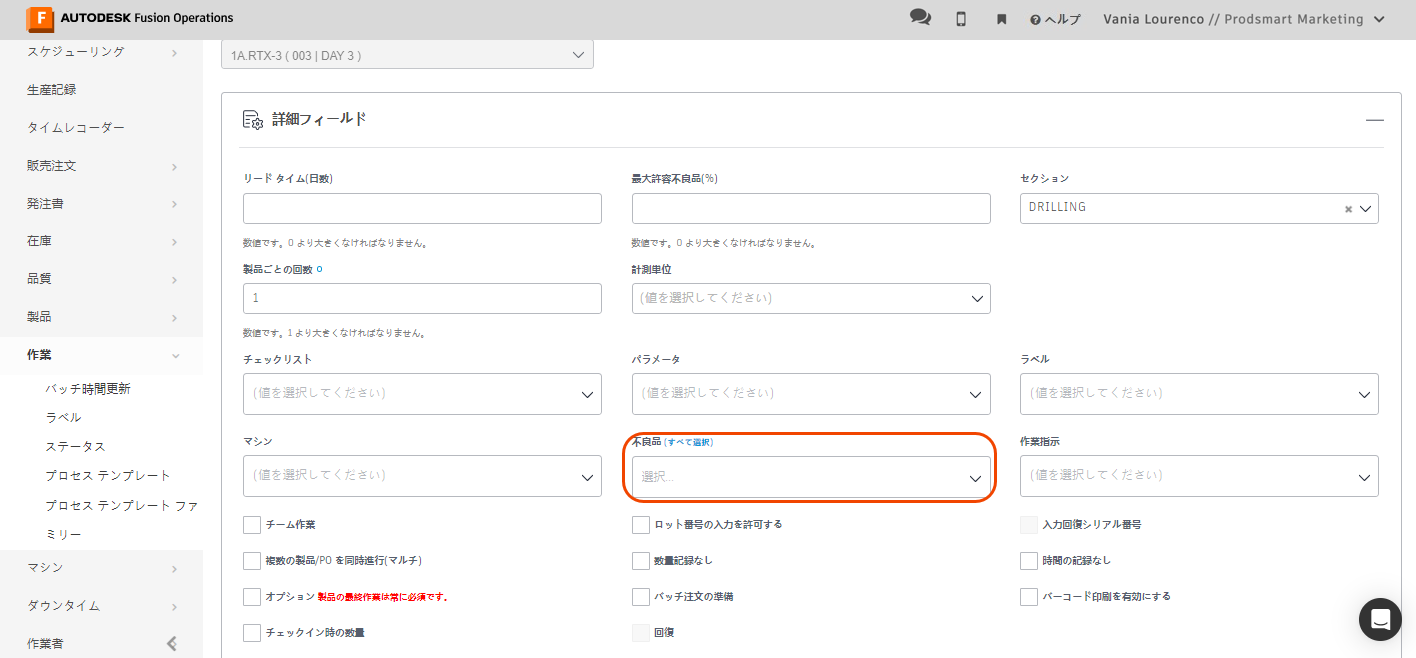 AUTODESK Fusion Operations
ヘルプ
Vania Lourenco // Prodsmart Marketing
スケジューリング
生産記録
タイムレコーダー
販売注文
発注書
在庫
品質
製品
作業
バッチ時間更新
ラベル
ステータス
プロセス テンプレート
プロセス テンプレート ファ
ミリー
マシン
ダウンタイム
作業者
1A.RTX-3 ( 003 | DAY 3 )
詳細フィールド
リード タイム(日数)
最大許容不良品(%)
セクション
DRILLING
数値です。0 より大きくなければなりません。
数値です。0 より大きくなければなりません。
製品ごとの回数
計測単位
1
(値を選択してください)
数値です。1 より大きくなければなりません。
チェックリスト
パラメータ
ラベル
(値を選択してください)
(値を選択してください)
(値を選択してください)
マシン
不良品 (すべて選択)
作業指示
(値を選択してください)
選択...
(値を選択してください)
チーム作業
ロット番号の入力を許可する
入力回復シリアル番号
複数の製品/PO を同時進行(マルチ)
数量記録なし
時間の記録なし
オプション 製品の最終作業は常に必須です。
バッチ注文の準備
バーコード印刷を有効にする
チェックイン時の数量
回復